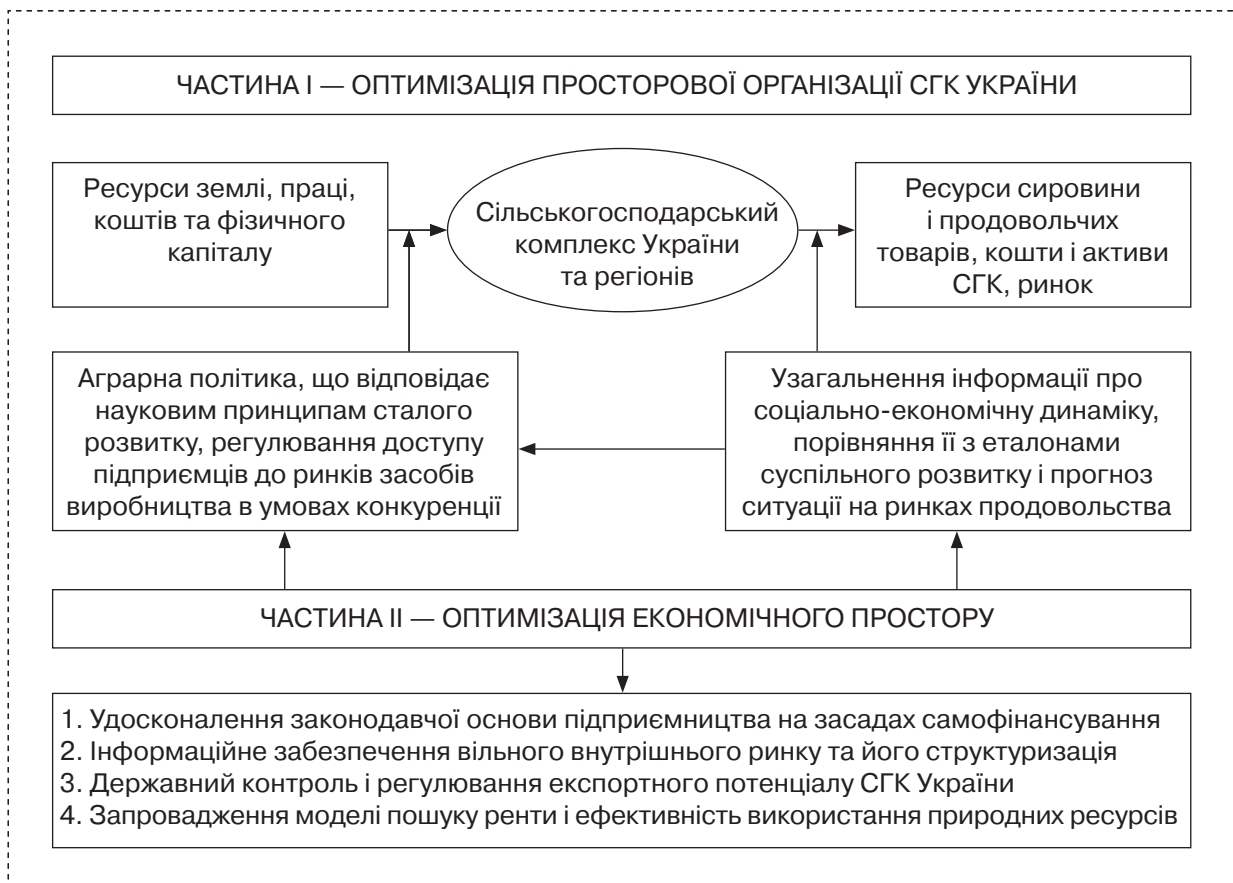 ЧАСТИНА І — ОПТИМІЗАЦІЯ ПРОСТОРОВОЇ ОРГАНІЗАЦІЇ СГК УКРАЇНИ
Ресурси землі, праці,
коштів та фізичного
капіталу
Сільськогосподарський
комплекс України
та регіонів
Ресурси сировини
і продовольчих
товарів, кошти і активи
СГК, ринок
Аграрна політика, що відповідає
науковим принципам сталого
розвитку, регулювання доступу
підприємців до ринків засобів
виробництва в умовах конкуренції
Узагальнення інформації про
соціально-економічну динаміку,
порівняння її з еталонами
суспільного розвитку і прогноз
ситуації на ринках продовольства
ЧАСТИНА ІІ — ОПТИМІЗАЦІЯ ЕКОНОМІЧНОГО ПРОСТОРУ
1. Удосконалення законодавчої основи підприємництва на засадах самофінансування
2. Інформаційне забезпечення вільного внутрішнього ринку та його структуризація
3. Державний контроль і регулювання експортного потенціалу СГК України
4. Запровадження моделі пошуку ренти і ефективність використання природних ресурсів